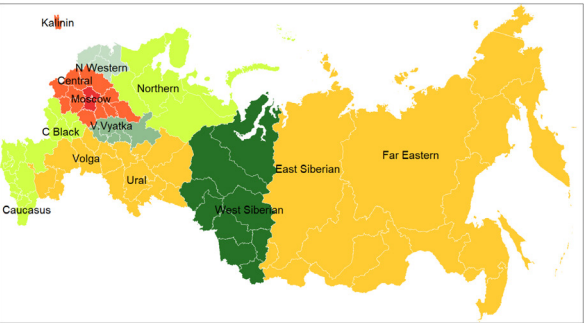 Kalinin
N Western
Central
Moscow
Northern
C Black
V.Vyatka
Volga
Ural
Caucasus
West Siberian
East Siberian
Far Eastern